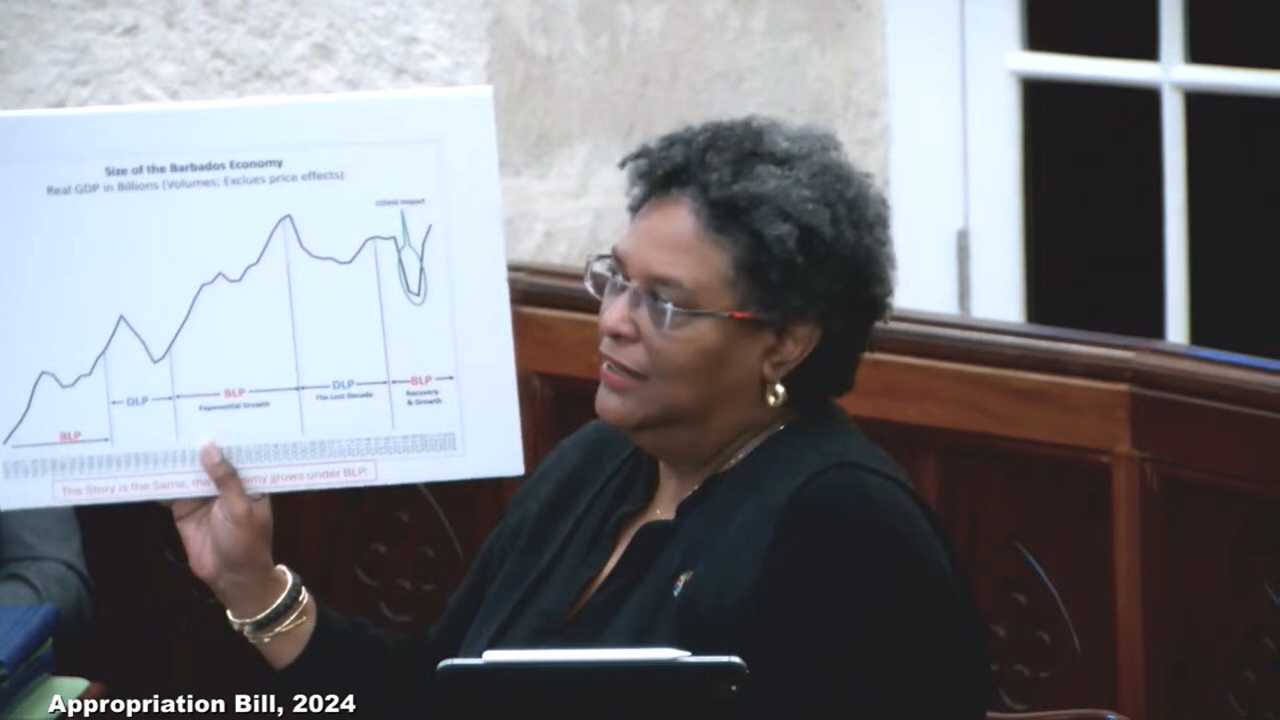 Size of the Barbados Economy
Real GDP in Billions (Volumes; Exclues price effects)
COVID Impact
BLP
DLP
BLP
Exponential Growth
DLP
The Lost Decade
BLP
Recovery
& Growth
The Story is the Same, the economy grows under BLP.
Appropriation Bill, 2024